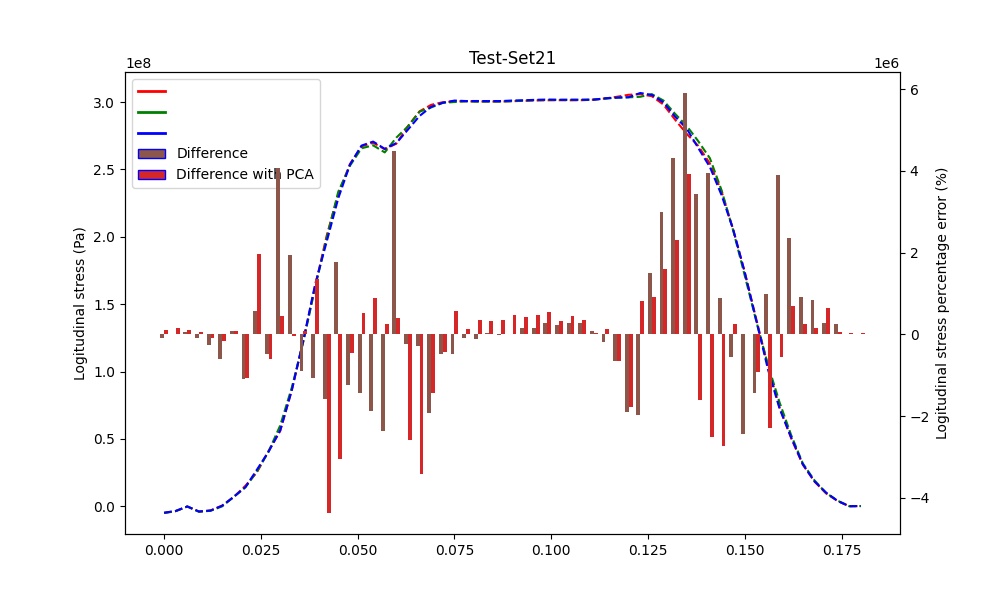 Test-Set21
1e8
1e6
Difference
Difference with PCA
Logitudinal stress (Pa)
3.0
2.5
2.0
1.5
1.0
0.5
0.0
6
4
2
0
−2
−4
Logitudinal stress percentage error (%)
0.000 0.025 0.050 0.075 0.100 0.125 0.150 0.175